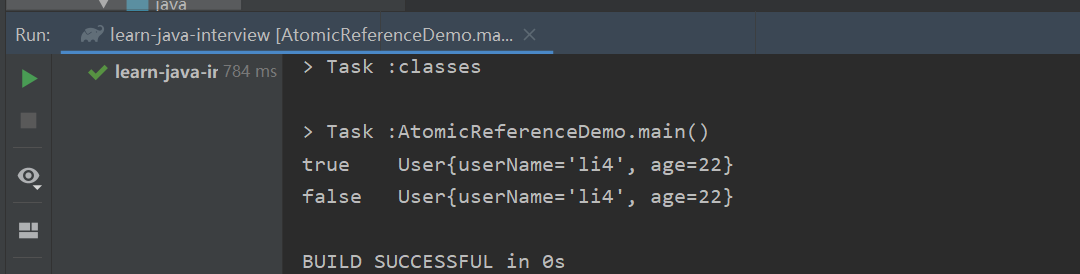 java
Run: learn-java-interview [AtomicReferenceDemo.ma... ×
learn-java-ir 784 ms
> Task :classes
> Task :AtomicReferenceDemo.main()
true User{userName='li4', age=22}
false User{userName='li4', age=22}
BUILD SUCCESSFUL in 0s